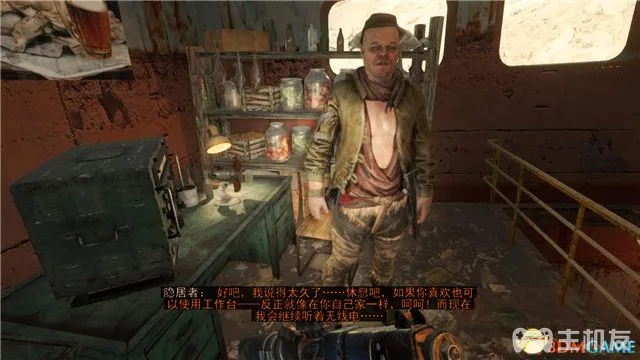 隐居者： 好吧，我说得太久了……休息吧，如果你喜欢也可
以使用工作台——反正就像在你自己家一样，呵呵！而现在
我会继续听着无线电……
主机友
3DMGAME